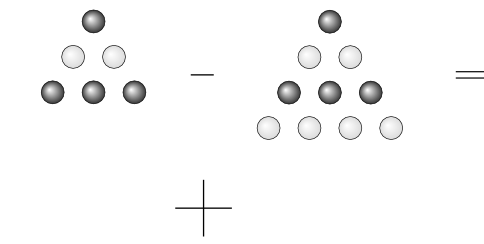 − =
+